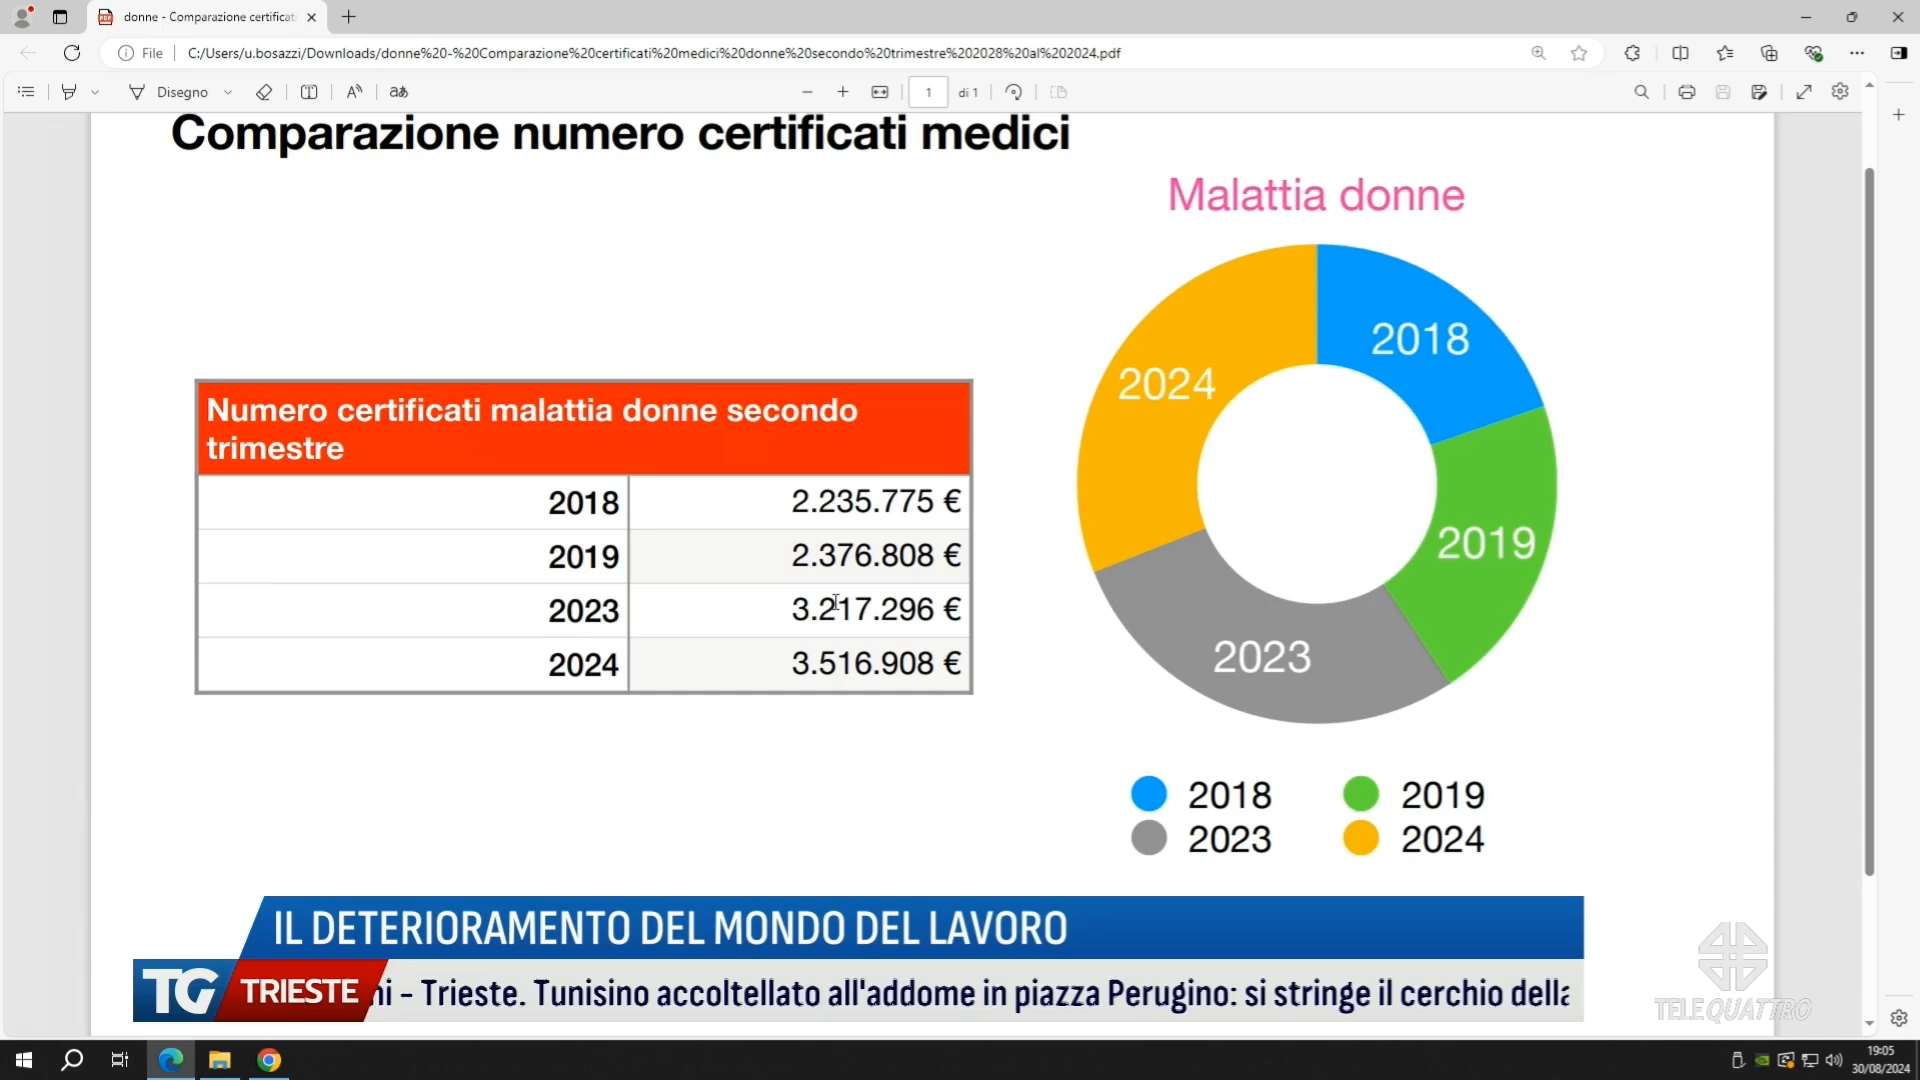 donne - Comparazione certificat
File
C:/Users/u.bosazzi/Downloads/donne%20-%20Comparazione%20certificati%20medici%20donne%20secondo%20trimestre%202028%20al%202024.pdf
Disegno
1
di 1
Comparazione numero certificati medici
Malattia donne
Numero certificati malattia donne secondo
trimestre
2018 2.235.775 €
2019 2.376.808 €
2023 3.217.296 €
2024 3.516.908 €
2018
2024
2019
2023
2018 2019
2023 2024
IL DETERIORAMENTO DEL MONDO DEL LAVORO
TG TRIESTE
ni - Trieste. Tunisino accoltellato all'addome in piazza Perugino: si stringe il cerchio della
TELEQUATTRO
19:05
30/08/2024